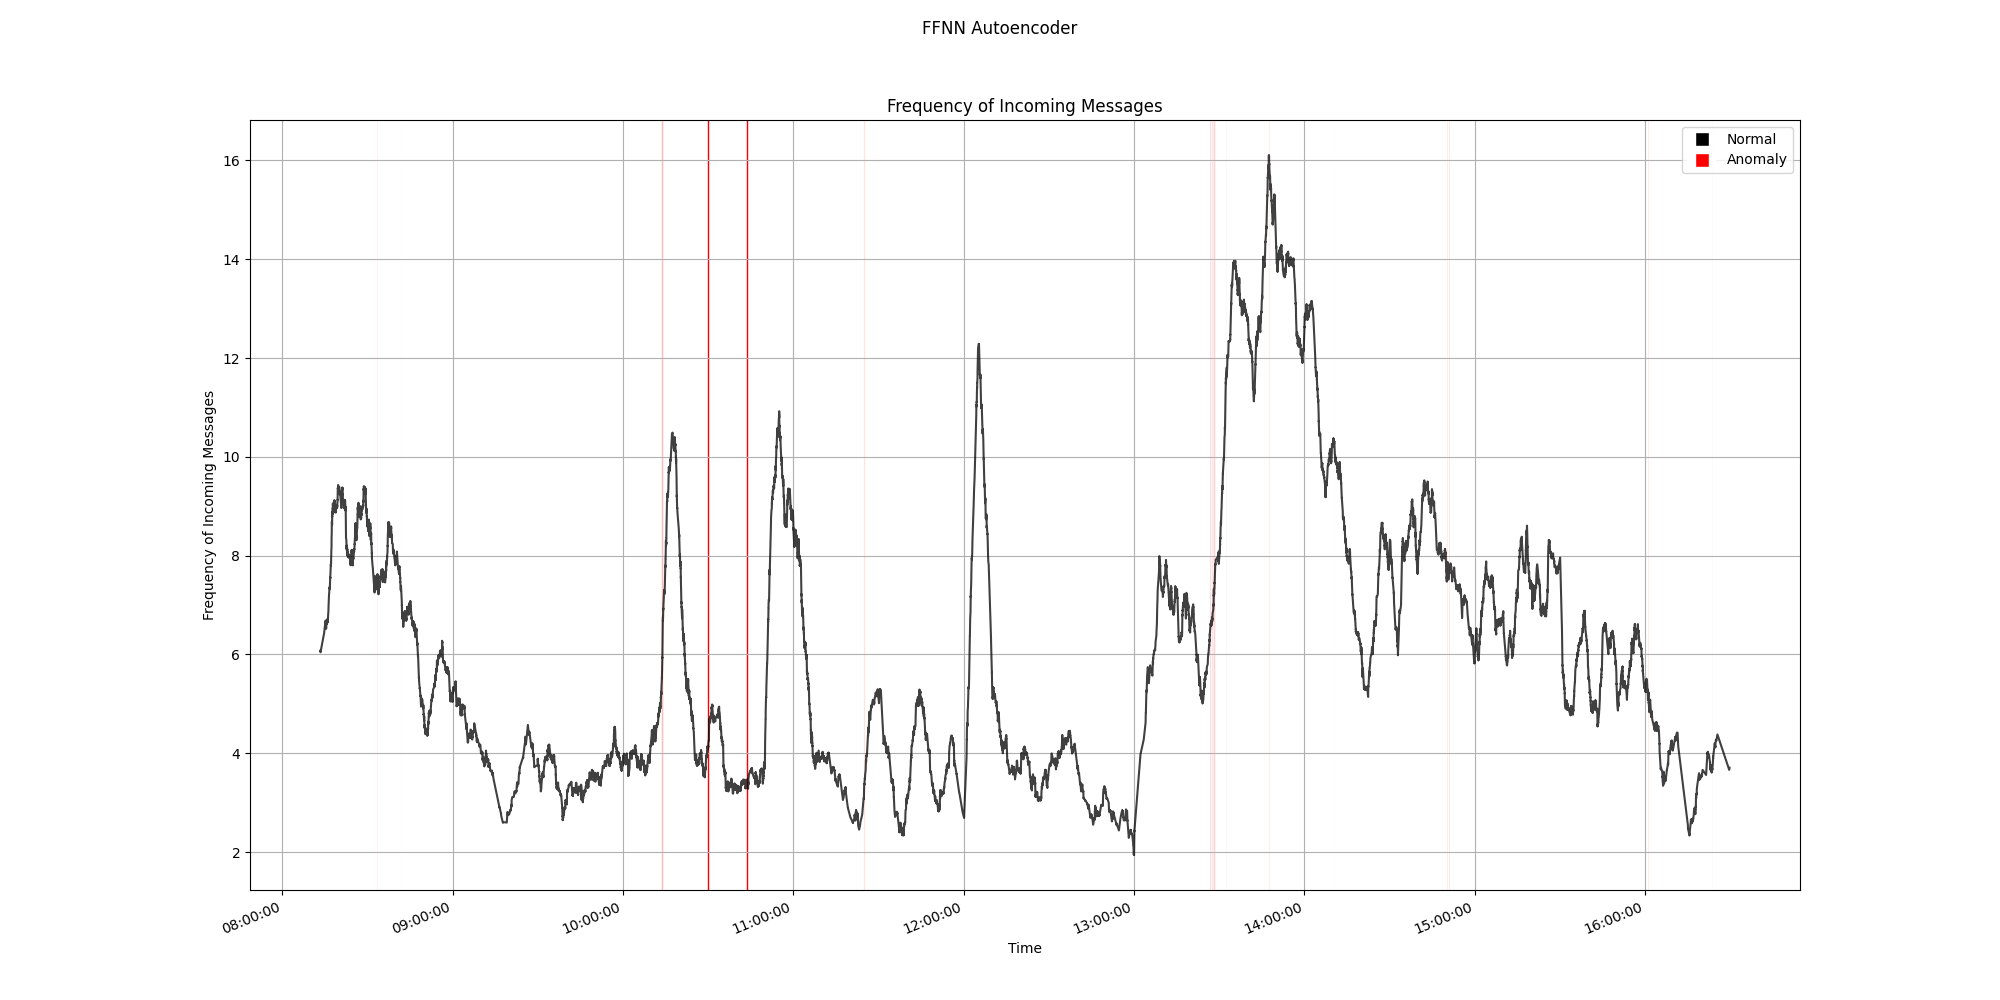 FFNN Autoencoder
Frequency of Incoming Messages
Normal
Anomaly
Frequency of Incoming Messages
16
14
12
10
8
6
4
2
08:00:00
09:00:00
10:00:00
11:00:00
12:00:00
13:00:00
14:00:00
15:00:00
16:00:00
Time